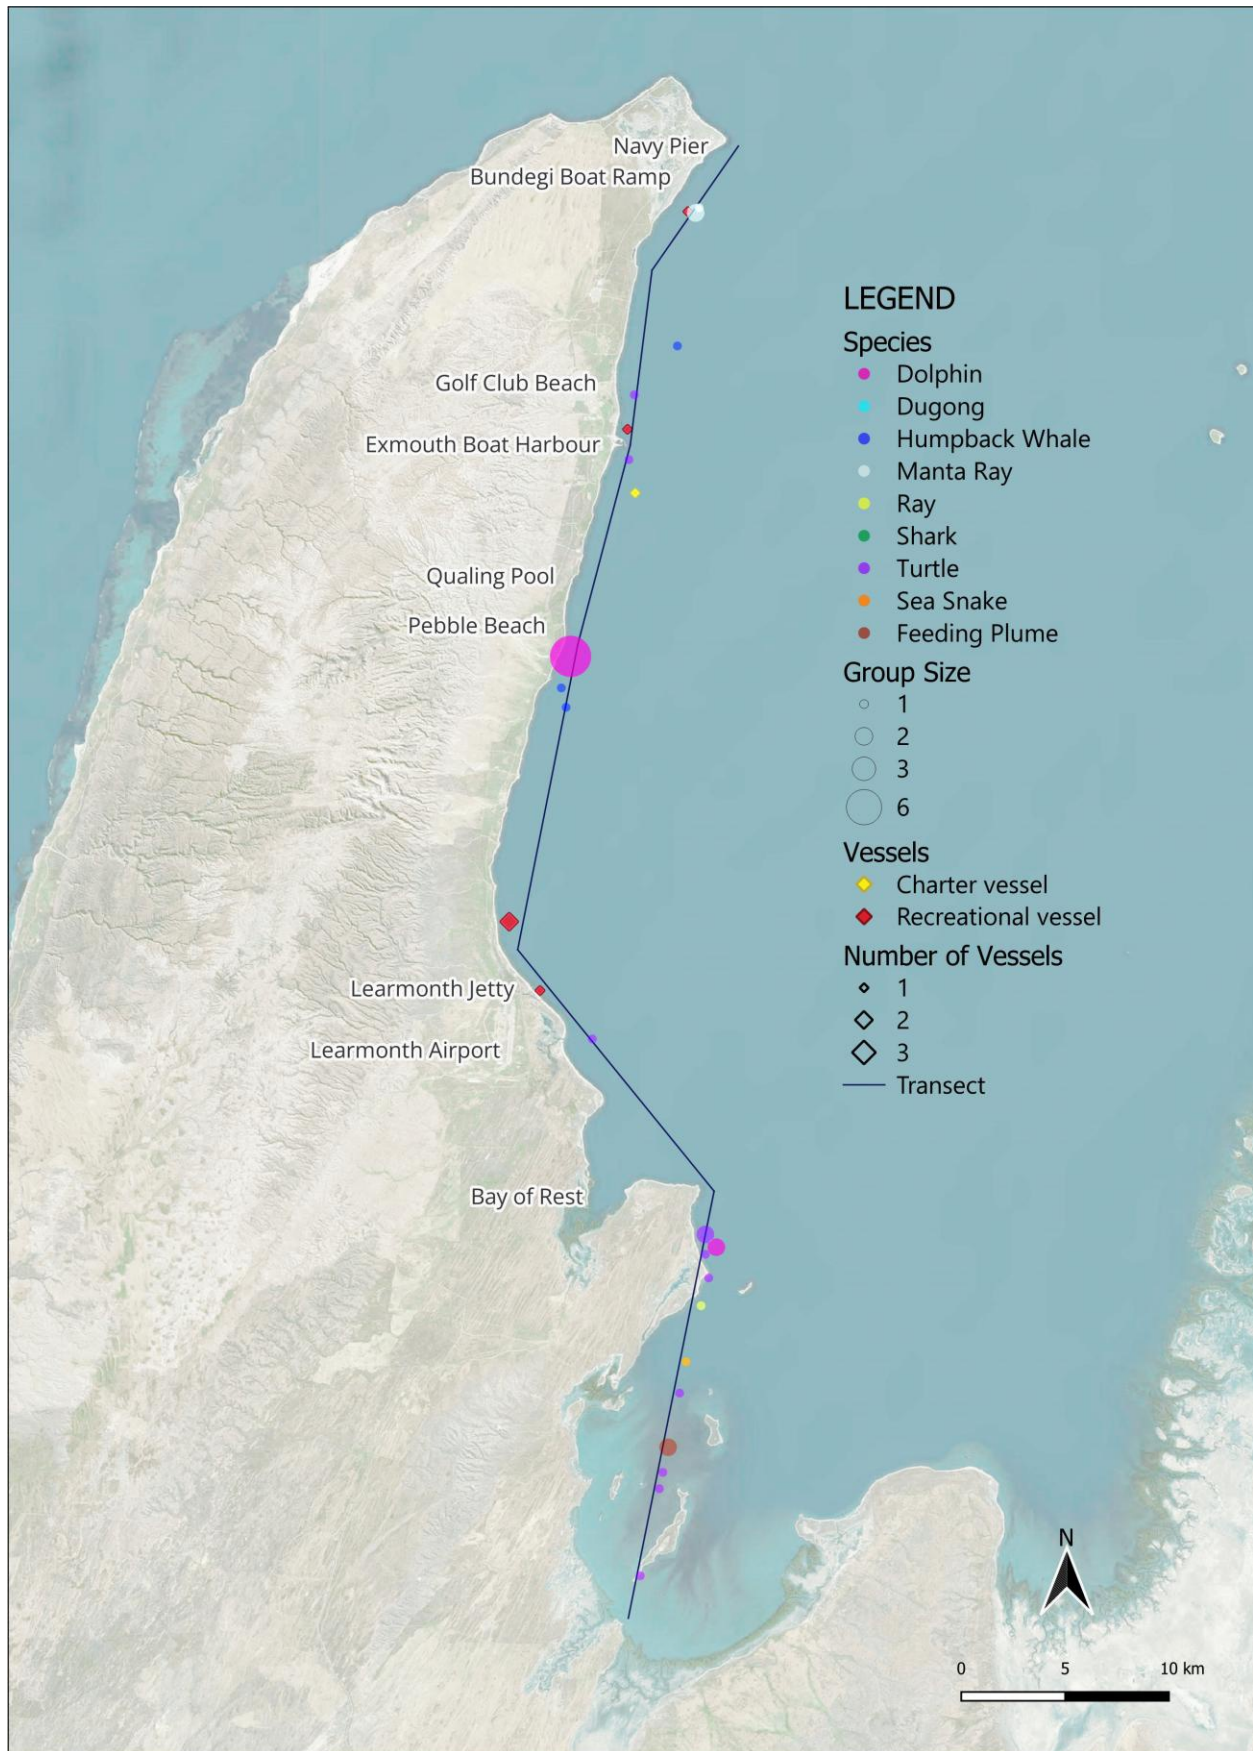 Navy Pier
Bundegi Boat Ramp
LEGEND
Species
Dolphin
Dugong
Humpback Whale
Manta Ray
Ray
Shark
Turtle
Sea Snake
Feeding Plume
Group Size
1
2
3
6
Vessels
Charter vessel
Recreational vessel
Number of Vessels
1
2
3
Transect
Golf Club Beach
Exmouth Boat Harbour
Qualing Pool
Pebble Beach
Learmonth Jetty
Learmonth Airport
Bay of Rest
N
0 5 10 km